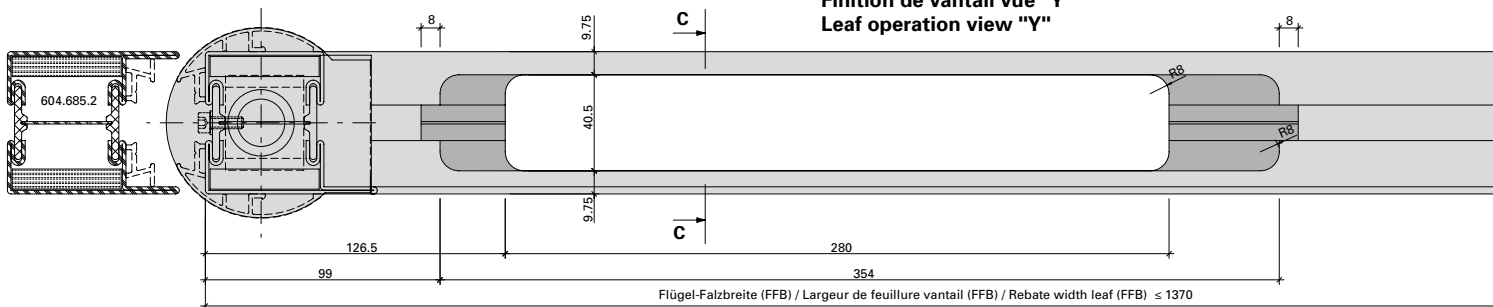 Finition de vantail vue "Y"
Leaf operation view "Y"
8
8
9.75
C
R8
604.685.2
40.5
R8
9.75
C
126.5
280
99
354
Flügel-Falzbreite (FFB) / Largeur de feuillure vantail (FFB) / Rebate width leaf (FFB) ≤ 1370